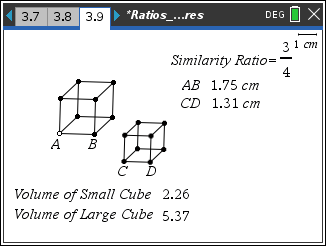 3.7 3.8 3.9 *Ratios_...res DEG
1 cm
Similarity Ratio= 3/4
AB 1.75 cm
CD 1.31 cm
A B
C D
Volume of Small Cube 2.26
Volume of Large Cube 5.37